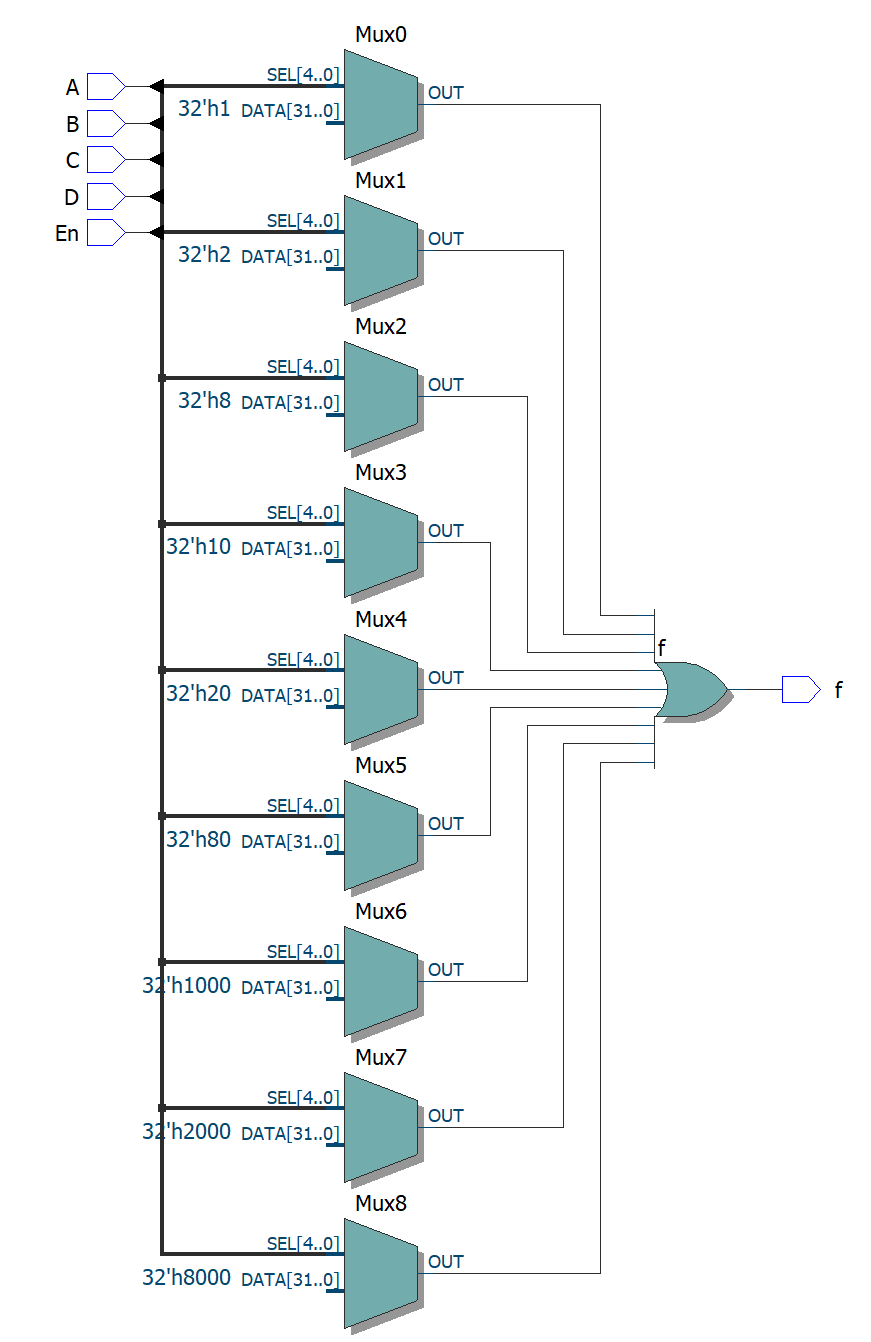 Mux0
A
SEL[4..0]
OUT
32'h1 DATA[31..0]
B
C
Mux1
D
SEL[4..0]
En
OUT
32'h2 DATA[31..0]
Mux2
SEL[4..0]
OUT
32'h8 DATA[31..0]
Mux3
SEL[4..0]
OUT
32'h10 DATA[31..0]
Mux4
f
SEL[4..0]
OUT
32'h20 DATA[31..0]
f
Mux5
SEL[4..0]
OUT
32'h80 DATA[31..0]
Mux6
SEL[4..0]
OUT
32'h1000 DATA[31..0]
Mux7
SEL[4..0]
OUT
32'h2000 DATA[31..0]
Mux8
SEL[4..0]
OUT
32'h8000 DATA[31..0]